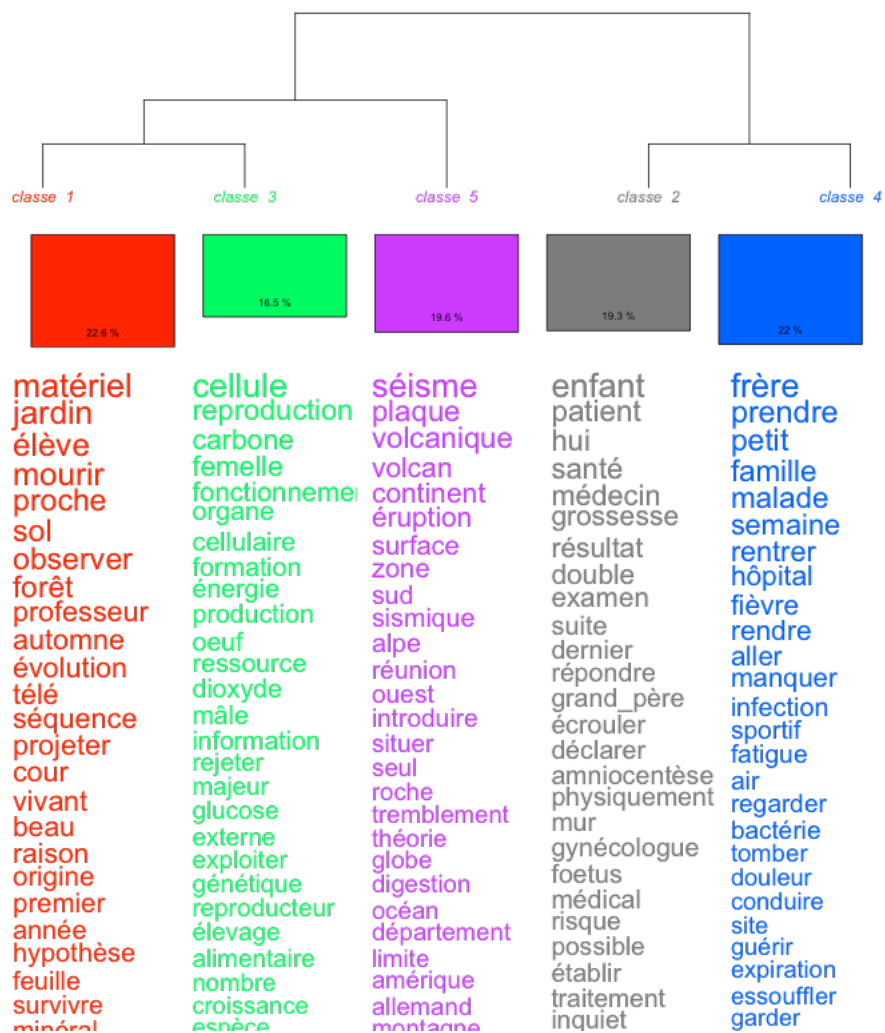 classe 1
classe 3
classe 5
classe 2
classe 4
22.6 %
16.5 %
19.6 %
19.3 %
22 %
matériel
jardin
élève
mourir
proche
sol
observer
forêt
professeur
automne
évolution
télé
séquence
projeter
cour
vivant
beau
raison
origine
premier
année
hypothèse
feuille
survivre
minéral
cellule
reproduction
carbone
femelle
fonctionnemen
organe
cellulaire
formation
énergie
production
oeuf
ressource
dioxyde
mâle
information
rejeter
majeur
glucose
externe
exploiter
génétique
reproducteur
élevage
alimentaire
nombre
croissance
espèce
séisme
plaque
volcanique
volcan
continent
éruption
surface
zone
sud
sismique
alpe
réunion
ouest
introduire
situer
seul
roche
tremblement
théorie
globe
digestion
océan
département
limite
amérique
allemand
montagne
enfant
patient
hui
santé
médecin
grossesse
résultat
double
examen
suite
dernier
répondre
grand_père
écrouler
déclarer
amniocentèse
physiquement
mur
gynécologue
foetus
médical
risque
possible
établir
traitement
inquiet
frère
prendre
petit
famille
malade
semaine
rentrer
hôpital
fièvre
rendre
aller
manquer
infection
sportif
fatigue
air
regarder
bactérie
tomber
douleur
conduire
site
guérir
expiration
essouffler
garder